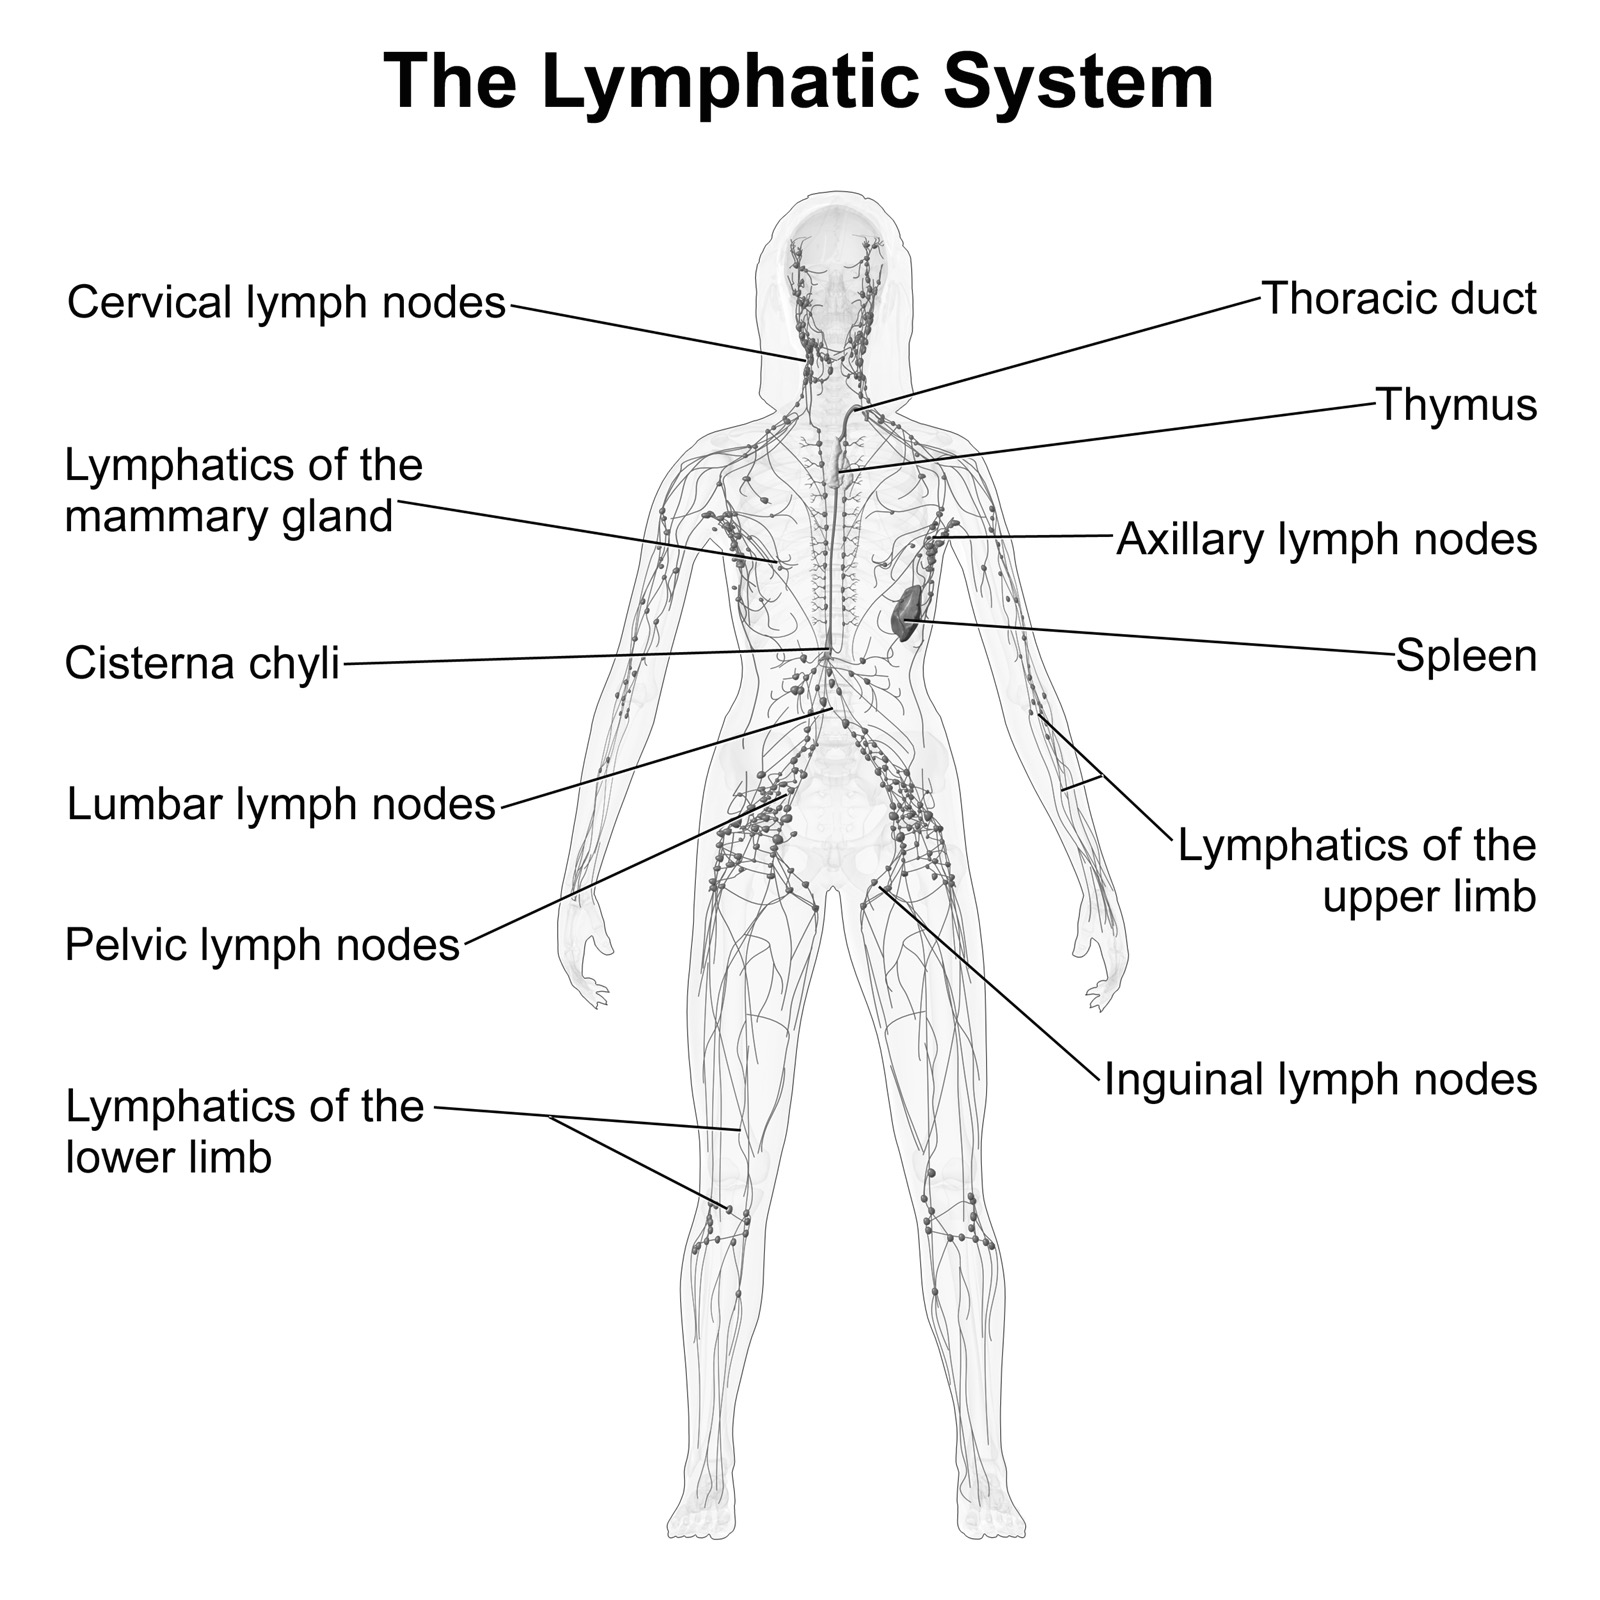 The Lymphatic System
Cervical lymph nodes
Lymphatics of the
mammary gland
Cisterna chyli
Lumbar lymph nodes
Pelvic lymph nodes
Lymphatics of the
lower limb
Thoracic duct
Thymus
Axillary lymph nodes
Spleen
Lymphatics of the
upper limb
Inguinal lymph nodes